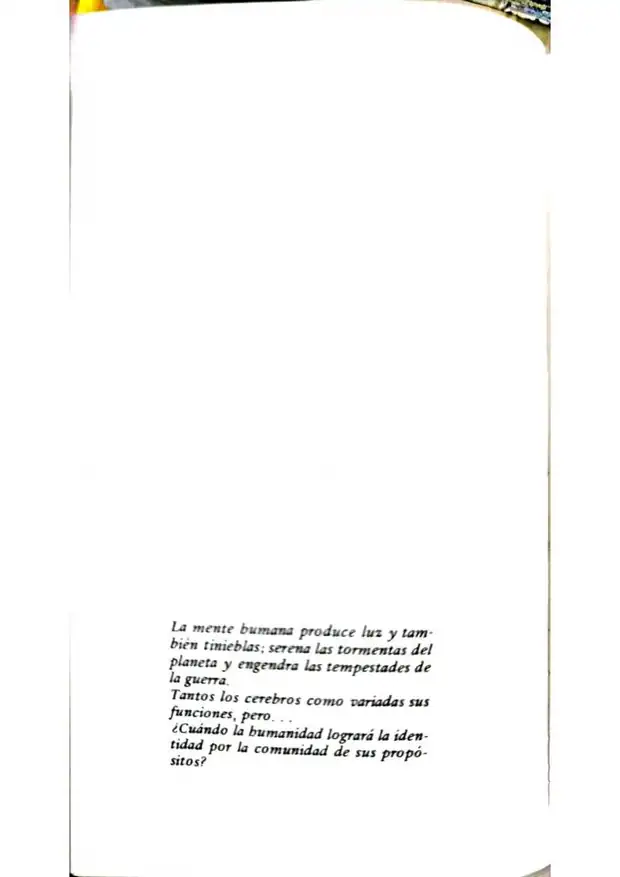 La mente humana produce luz y tam-
bién tinieblas; serena las tormentas del
planeta y engendra las tempestades de
la guerra.
Tantos los cerebros como variadas sus
funciones, pero. . .
¿Cuándo la humanidad logrará la iden-
tidad por la comunidad de sus propó-
sitos?